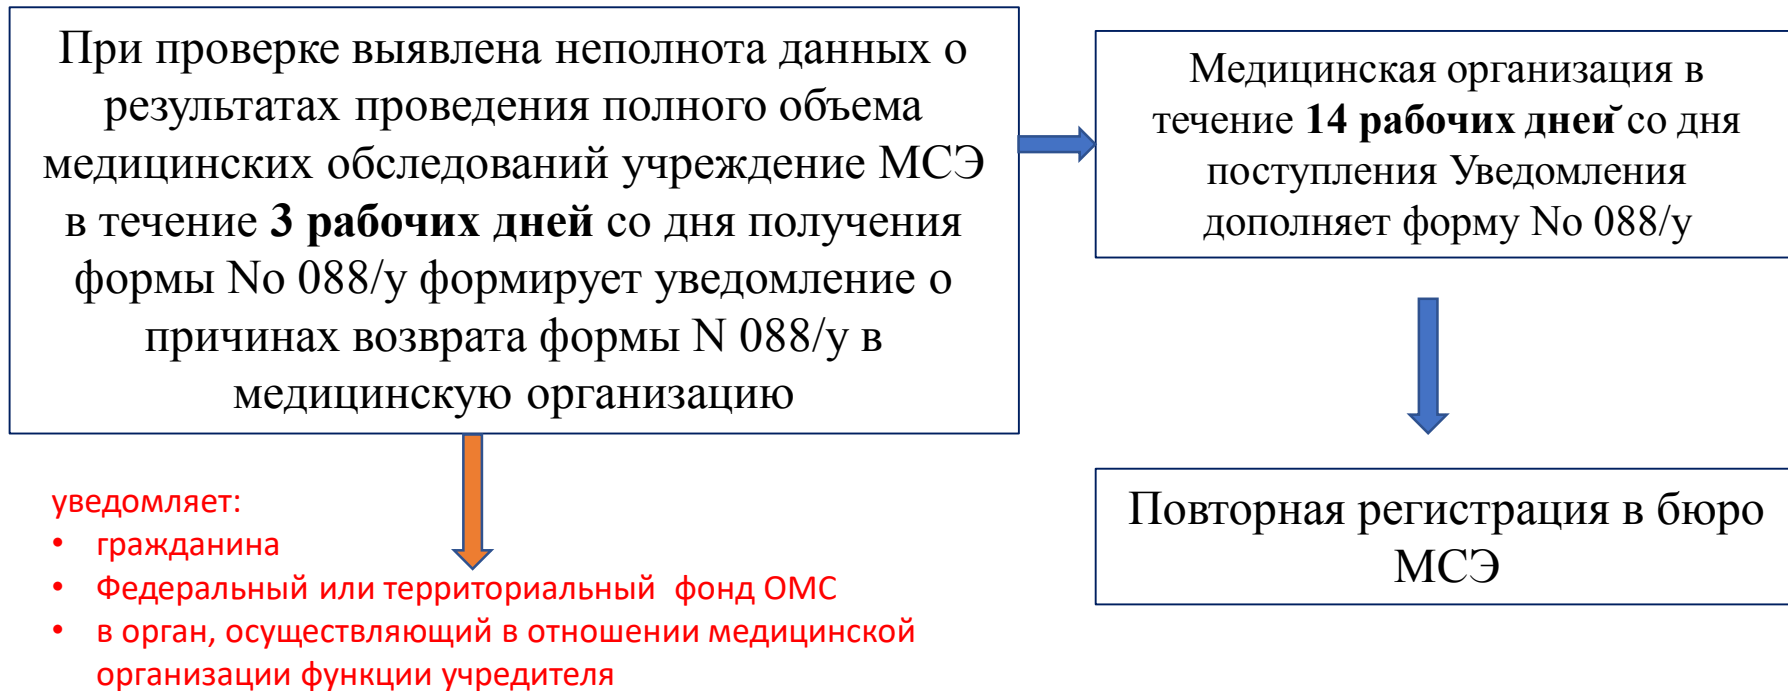 При проверке выявлена неполнота данных о
результатах проведения полного объема
медицинских обследований учреждение МСЭ
в течение 3 рабочих дней со дня получения
формы No 088/у формирует уведомление о
причинах возврата формы N 088/у в
медицинскую организацию
Медицинская организация в
течение 14 рабочих дней со дня
поступления Уведомления
дополняет форму No 088/у
уведомляет:
• гражданина
• Федеральный или территориальный фонд ОМС
• в орган, осуществляющий в отношении медицинской
организации функции учредителя
Повторная регистрация в бюро
МСЭ